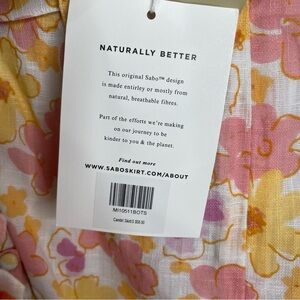 NATURALLY BETTER
This original Sabo™ design
is made entirley or mostly from
natural, breathable fibres.
Part of the efforts we're making
on our journey to be
kinder to you & the planet.
Find out more
WWW.SABOSKIRT.COM/ABOUT
MI10511BOTS